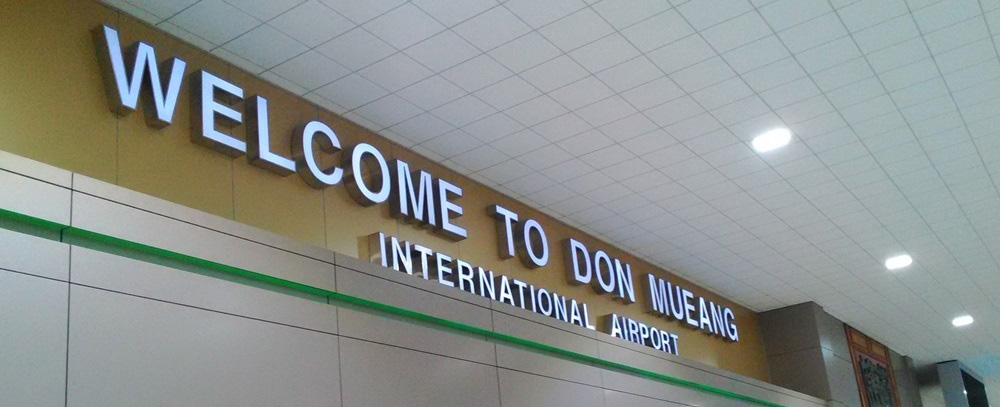 WELCOME TO DON MUEANG
INTERNATIONAL AIRPORT